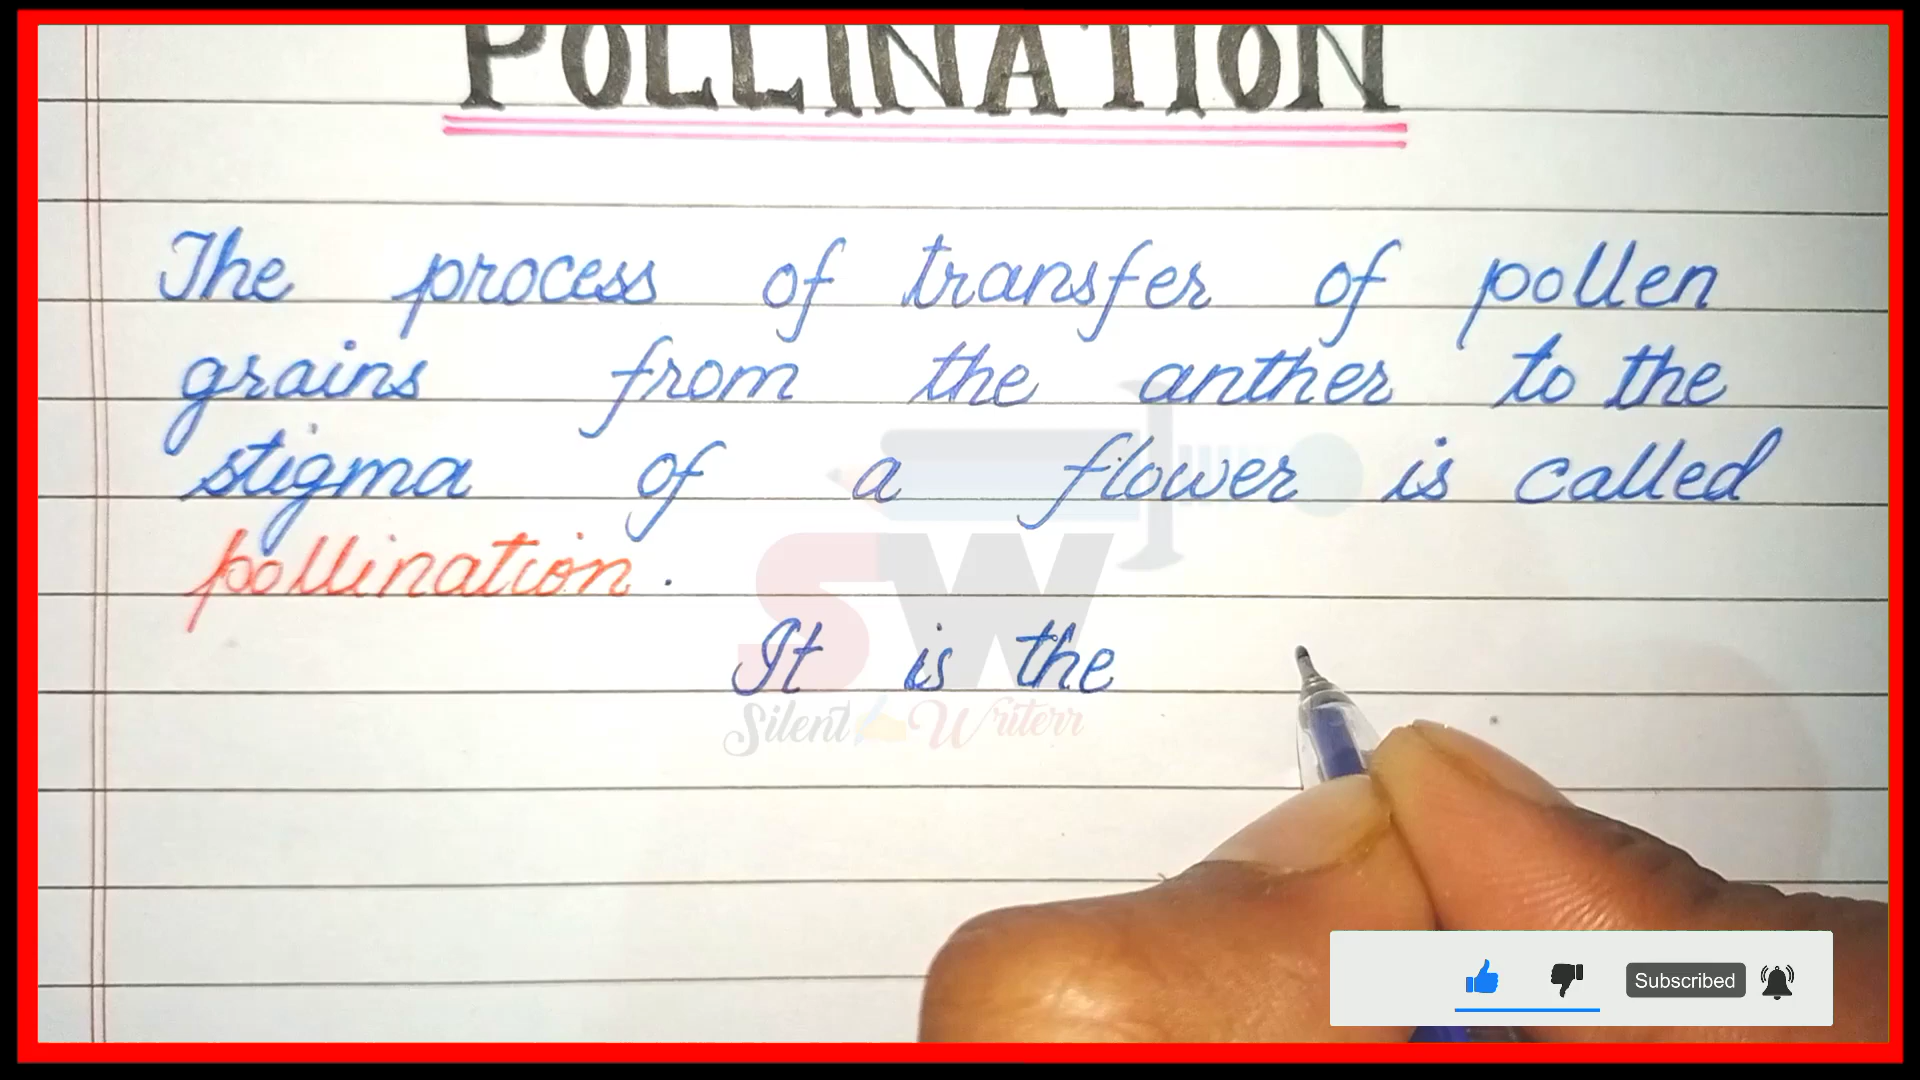 POLLINATION
The process of transfer of pollen
grains from the anther to the
stigma of a flower is called
pollination.
It is the
SW
Silent Writerr
Subscribed